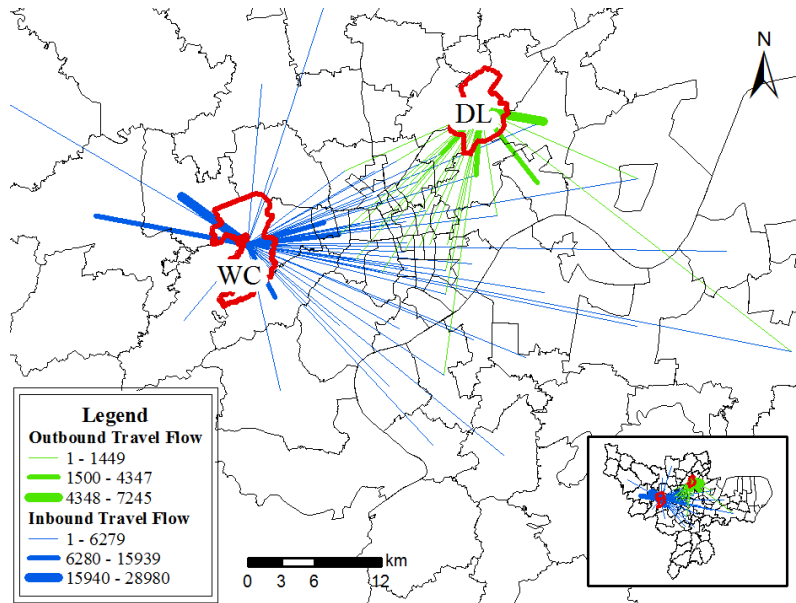 N
DL
WC
Legend
Outbound Travel Flow
1 - 1449
1500 - 4347
4348 - 7245
Inbound Travel Flow
1 - 6279
6280 - 15939
15940 - 28980
km
0 3 6 12